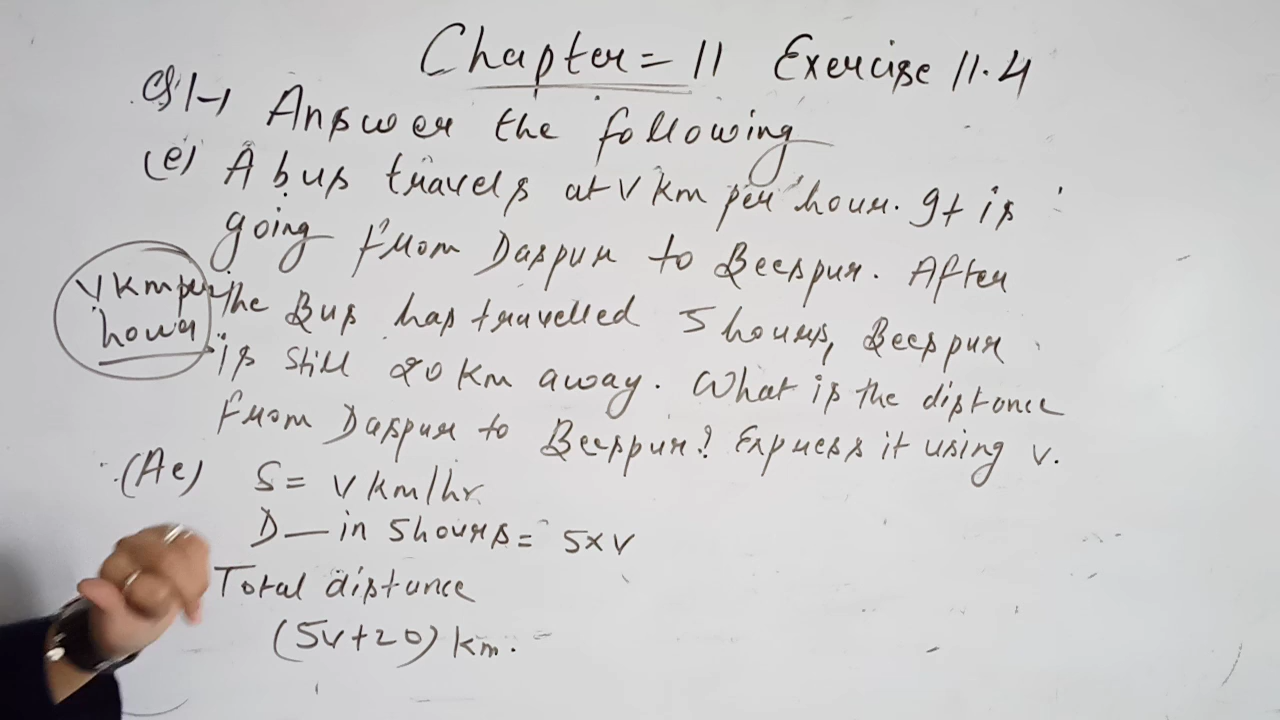 Chapter = 11 Exercise 11.4
Q1→ Answer the following
(e) A bus travels at v km per hour. It is
going from Daspur to Beespur. After
the Bus has travelled 5 hours, Beespur
is still 20 km away. What is the distance
from Daspur to Beespur? Express it using v.
v km per
hour
(Ae) S = v km/hr
D — in 5 hours = 5×v
Total distance
(5v+20) km.